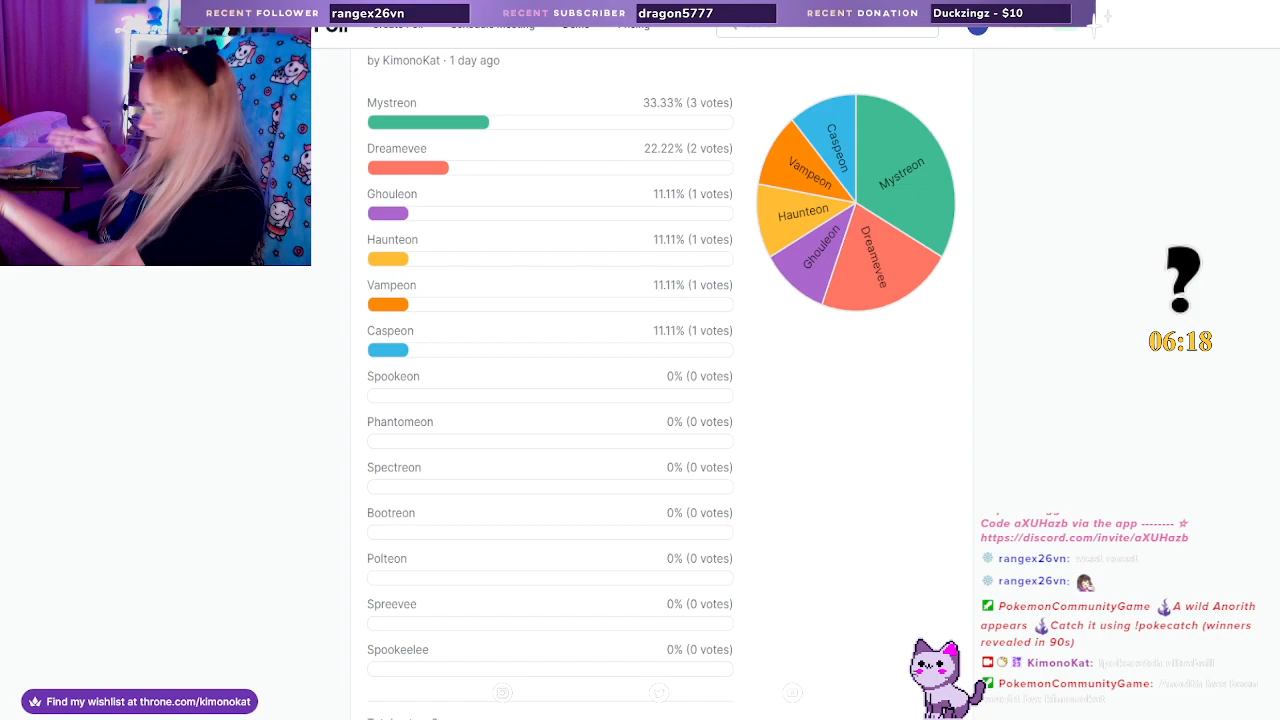 RECENT FOLLOWER rangex26vn RECENT SUBSCRIBER dragon5777 RECENT DONATION Duckzingz - $10
by KimonoKat · 1 day ago
Mystreon 33.33% (3 votes)
Dreamevee 22.22% (2 votes)
Ghouleon 11.11% (1 votes)
Haunteon 11.11% (1 votes)
Vampeon 11.11% (1 votes)
Caspeon 11.11% (1 votes)
Spookeon 0% (0 votes)
Phantomeon 0% (0 votes)
Spectreon 0% (0 votes)
Bootreon 0% (0 votes)
Polteon 0% (0 votes)
Spreevee 0% (0 votes)
Spookeelee 0% (0 votes)
Caspeon
Vampeon
Mystreon
Haunteon
Ghouleon
Dreamevee
?
06:18
Code aXUHazb via the app -------- ☆
https://discord.com/invite/aXUHazb
rangex26vn:
rangex26vn:
PokemonCommunityGame A wild Anorith
appears Catch it using !pokecatch (winners
revealed in 90s)
KimonoKat: !pokecatch ultraball
PokemonCommunityGame: Anorith has been
Find my wishlist at throne.com/kimonokat